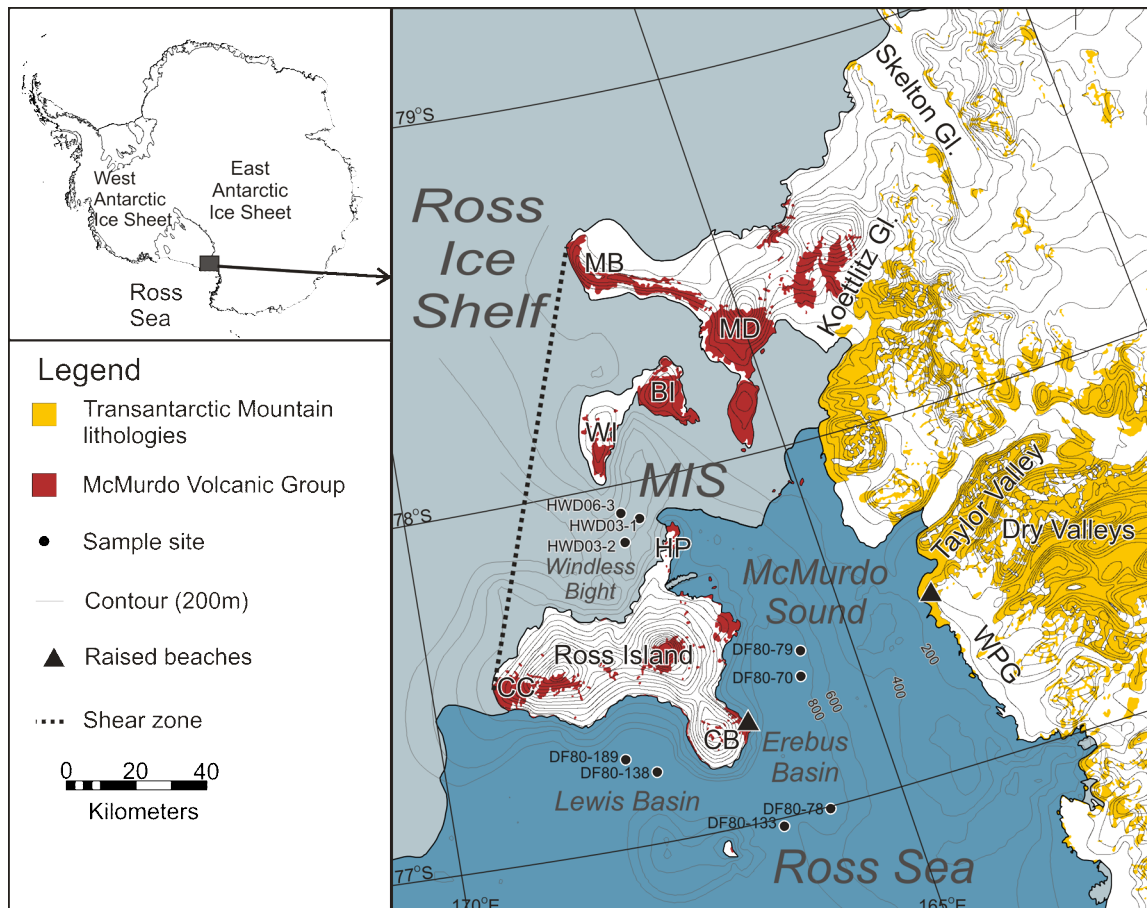 West
Antarctic
Ice Sheet
East
Antarctic
Ice Sheet
Ross
Sea
Legend
Transantarctic Mountain
lithologies
McMurdo Volcanic Group
Sample site
Contour (200m)
Raised beaches
Shear zone
0 20 40
Kilometers
79°S
Skelton Gl.
Ross
Ice
Shelf
MB
Koettlitz Gl.
MD
BI
WI
MIS
78°S
HWD06-3
HWD03-1
HWD03-2
HP
Windless
Bight
Taylor Valley
Dry Valleys
McMurdo
Sound
WPG
200
400
600
800
Ross Island
DF80-79
DF80-70
CC
CB
Erebus
Basin
DF80-189
DF80-138
Lewis Basin
DF80-78
DF80-133
Ross Sea
77°S
170°E
165°E